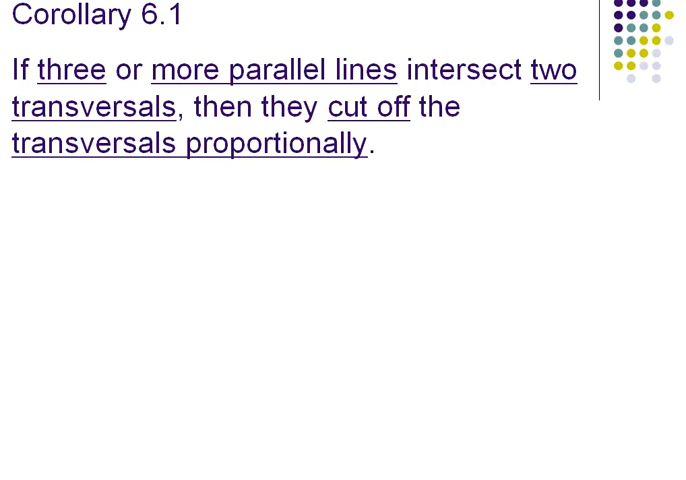 Corollary 6.1
If three or more parallel lines intersect two
transversals, then they cut off the
transversals proportionally.